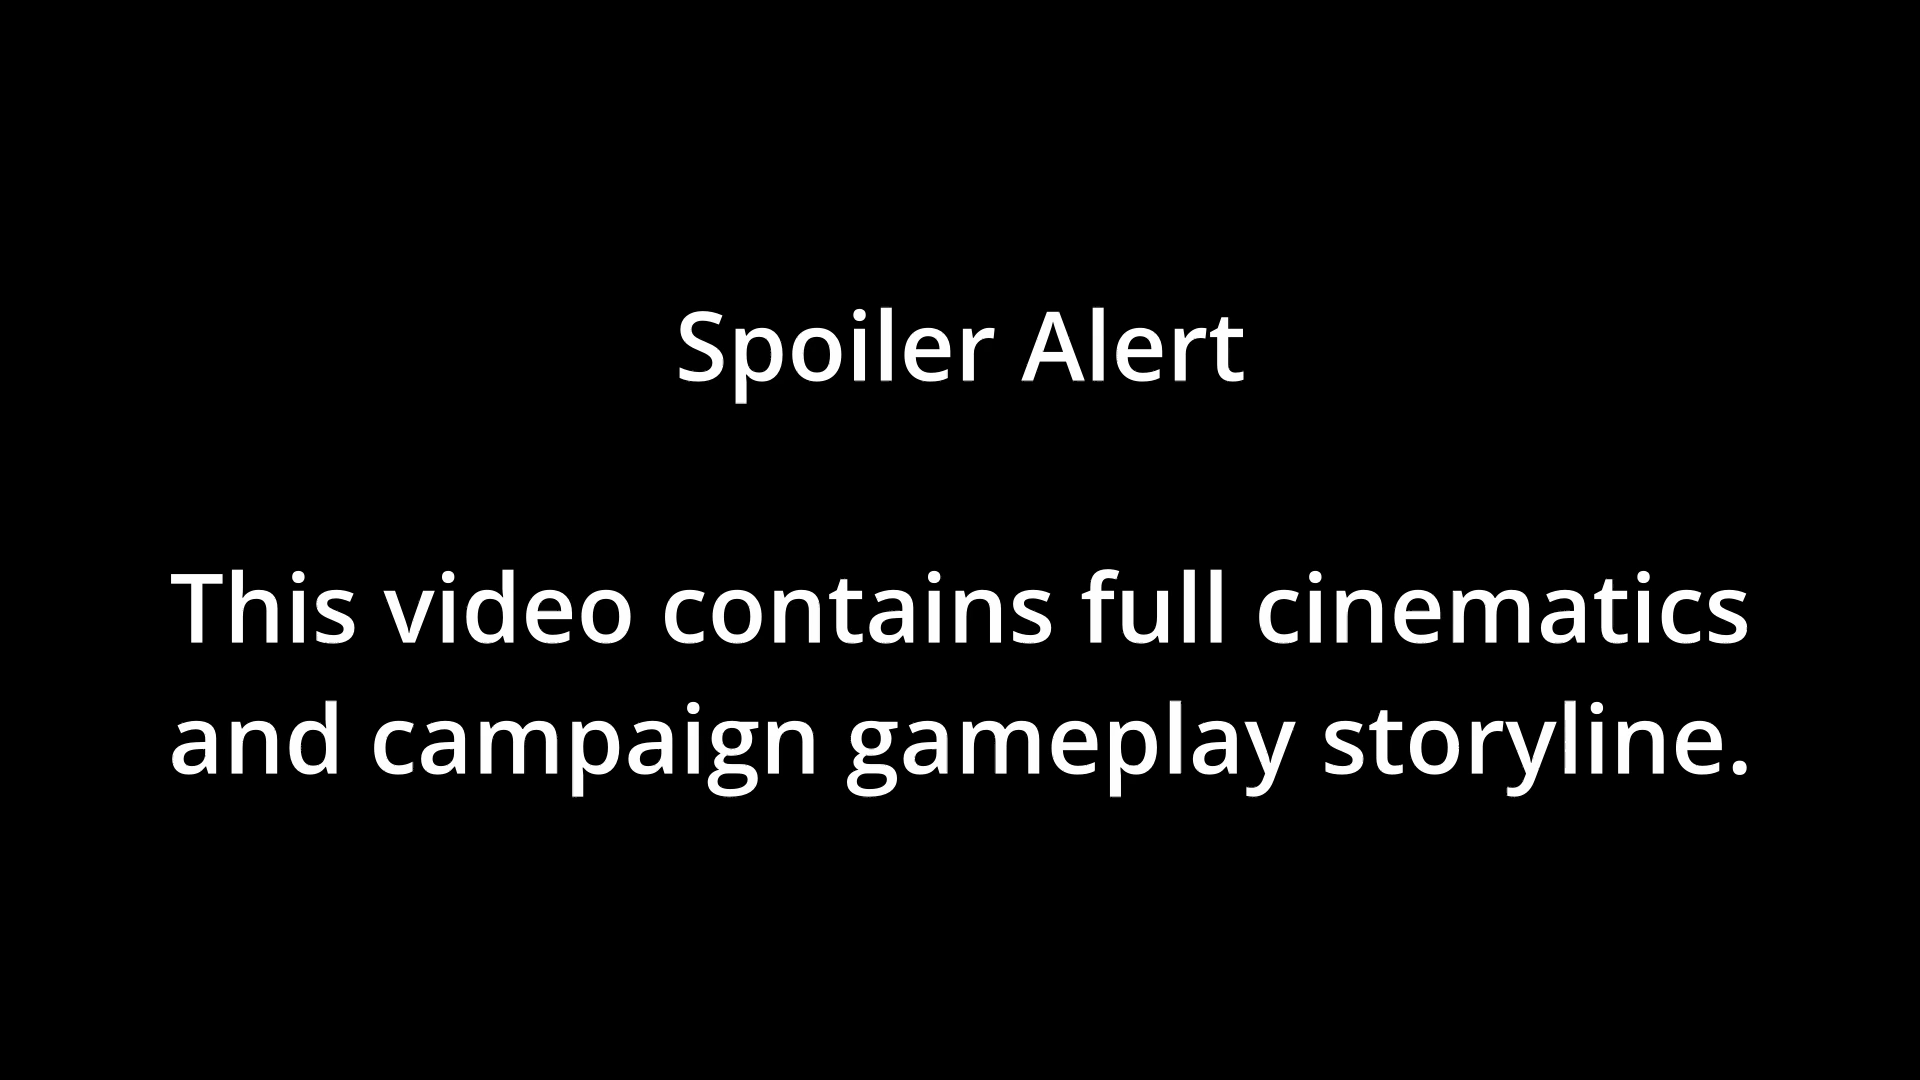 Spoiler Alert
This video contains full cinematics
and campaign gameplay storyline.